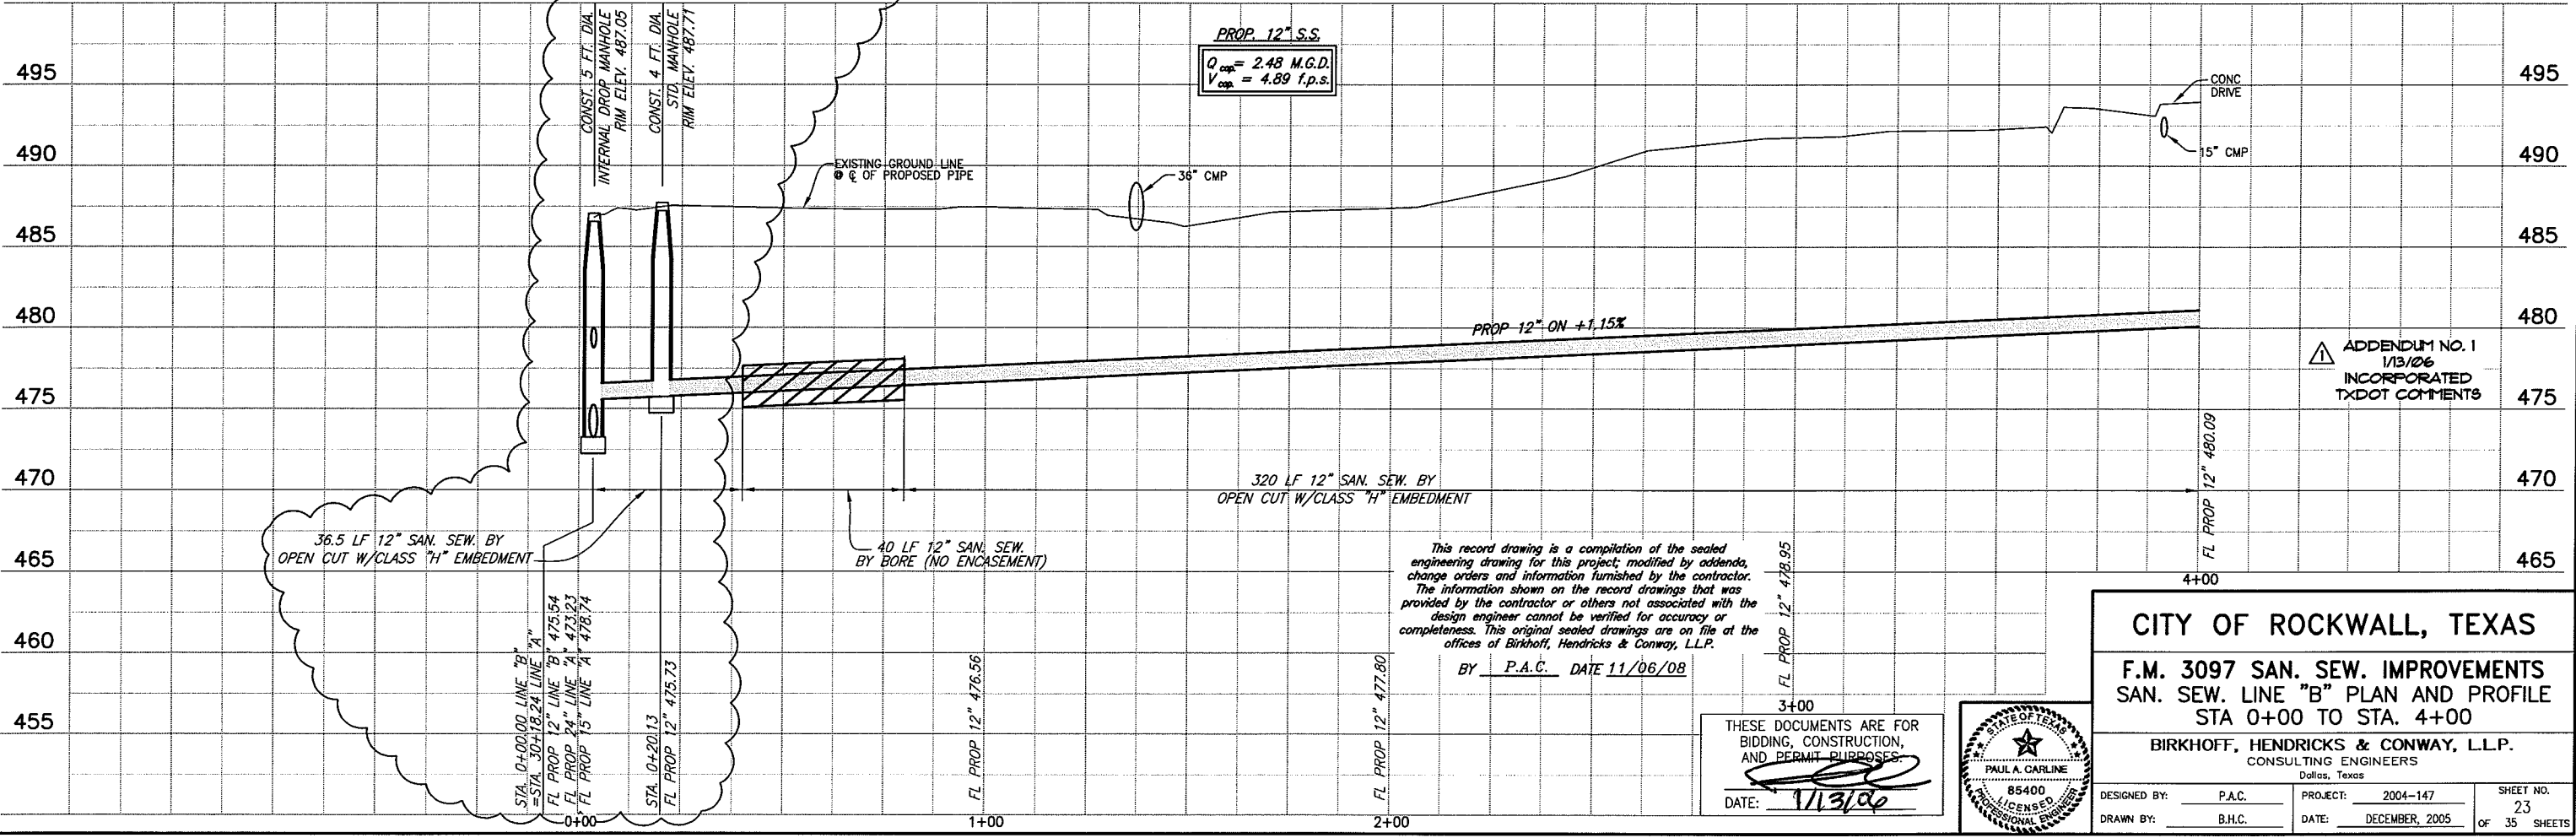 495
490
485
480
475
470
465
460
455
CONST. 5 FT. DIA.
INTERNAL DROP MANHOLE
RIM ELEV. 487.05
CONST. 4 FT. DIA.
STD. MANHOLE
RIM ELEV. 487.71
PROP. 12" S.S.
Q cap. = 2.48 M.G.D.
V cap. = 4.89 f.p.s.
EXISTING GROUND LINE
@ ℄ OF PROPOSED PIPE
36" CMP
CONC
DRIVE
15" CMP
495
490
485
480
475
470
465
PROP 12" ON +1.15%
1
ADDENDUM NO. 1
1/13/06
INCORPORATED
TXDOT COMMENTS
36.5 LF 12" SAN. SEW. BY
OPEN CUT W/CLASS "H" EMBEDMENT
40 LF 12" SAN. SEW.
BY BORE (NO ENCASEMENT)
320 LF 12" SAN. SEW. BY
OPEN CUT W/CLASS "H" EMBEDMENT
STA. 0+00.00 LINE "B"
=STA. 30+18.24 LINE "A"
FL PROP 12" LINE "B" 475.54
FL PROP 24" LINE "A" 473.23
FL PROP 15" LINE "A" 478.74
STA. 0+20.13
FL PROP 12" 475.73
FL PROP 12" 476.56
FL PROP 12" 477.80
FL PROP 12" 478.95
FL PROP 12" 480.09
0+00
1+00
2+00
3+00
4+00
This record drawing is a compilation of the sealed
engineering drawing for this project; modified by addenda,
change orders and information furnished by the contractor.
The information shown on the record drawings that was
provided by the contractor or others not associated with the
design engineer cannot be verified for accuracy or
completeness. This original sealed drawings are on file at the
offices of Birkhoff, Hendricks & Conway, L.L.P.
BY P.A.C. DATE 11/06/08
THESE DOCUMENTS ARE FOR
BIDDING, CONSTRUCTION,
AND PERMIT PURPOSES.
DATE: 1/13/06
STATE OF TEXAS
PAUL A. CARLINE
85400
LICENSED
PROFESSIONAL ENGINEER
CITY OF ROCKWALL, TEXAS
F.M. 3097 SAN. SEW. IMPROVEMENTS
SAN. SEW. LINE "B" PLAN AND PROFILE
STA 0+00 TO STA. 4+00
BIRKHOFF, HENDRICKS & CONWAY, L.L.P.
CONSULTING ENGINEERS
Dallas, Texas
DESIGNED BY: P.A.C. PROJECT: 2004-147 SHEET NO.
23
DRAWN BY: B.H.C. DATE: DECEMBER, 2005 OF 35 SHEETS